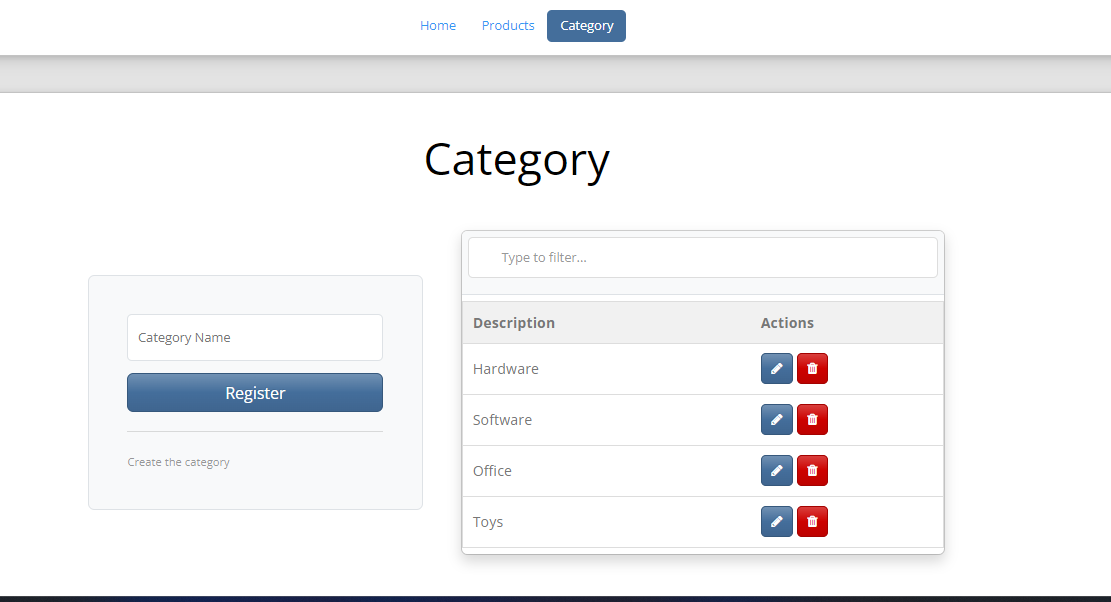 Home Products Category
Category
Category Name
Register
Create the category
Type to filter...
Description Actions
Hardware
Software
Office
Toys